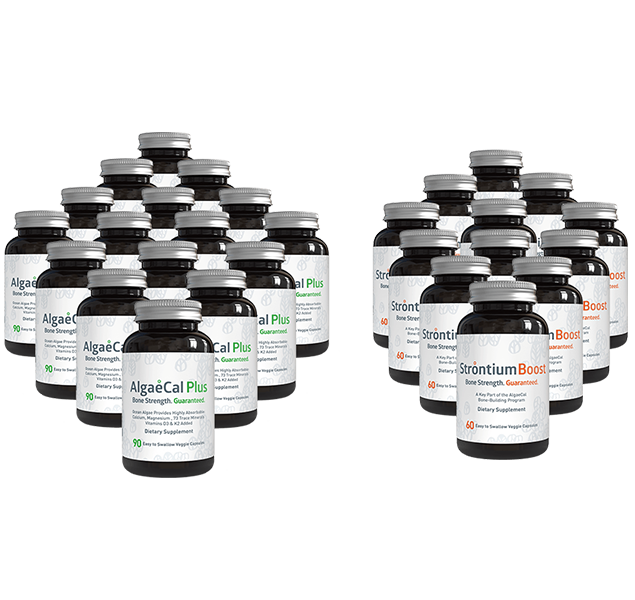 AlgaeCal Plus
Bone Strength. Guaranteed.
Ocean Algae Provides Highly Absorbable
Calcium, Magnesium, 73 Trace Minerals
Vitamins D3 & K2 Added
Dietary Supplement
90 Easy to Swallow Veggie Capsules
StrontiumBoost
Bone Strength. Guaranteed.
A Key Part of the AlgaeCal
Bone-Building Program
Dietary Supplement
60 Easy to Swallow Veggie Capsules